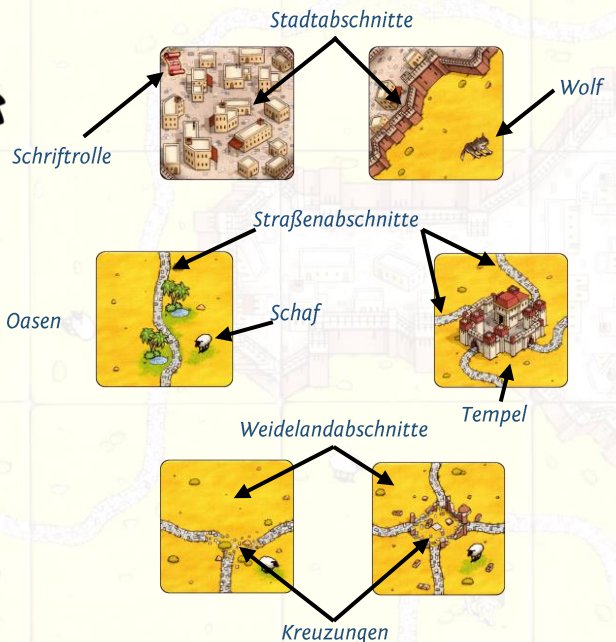 Stadtabschnitte
Wolf
Schriftrolle
Straßenabschnitte
Oasen
Schaf
Tempel
Weidelandabschnitte
Kreuzungen